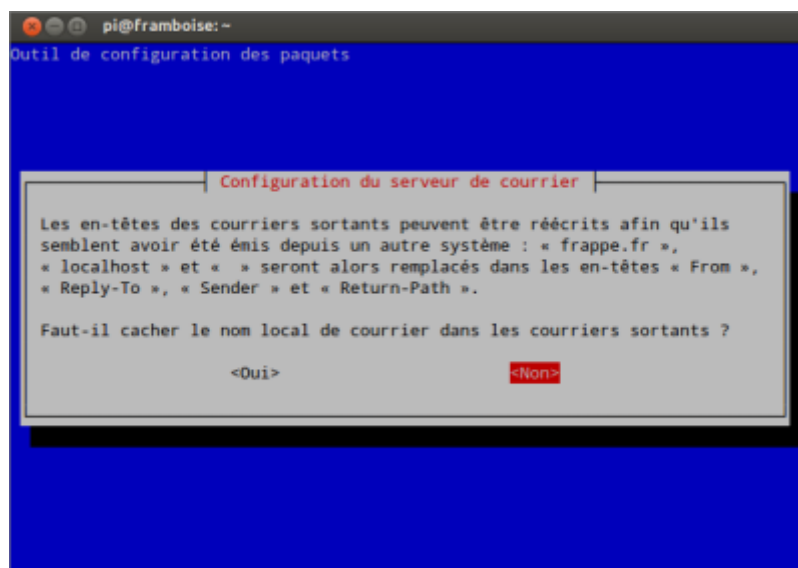 pi@framboise: ~
Outil de configuration des paquets
Configuration du serveur de courrier
Les en-têtes des courriers sortants peuvent être réécrits afin qu'ils
semblent avoir été émis depuis un autre système : « frappe.fr »,
« localhost » et «  » seront alors remplacés dans les en-têtes « From »,
« Reply-To », « Sender » et « Return-Path ».
Faut-il cacher le nom local de courrier dans les courriers sortants ?
<Oui> <Non>